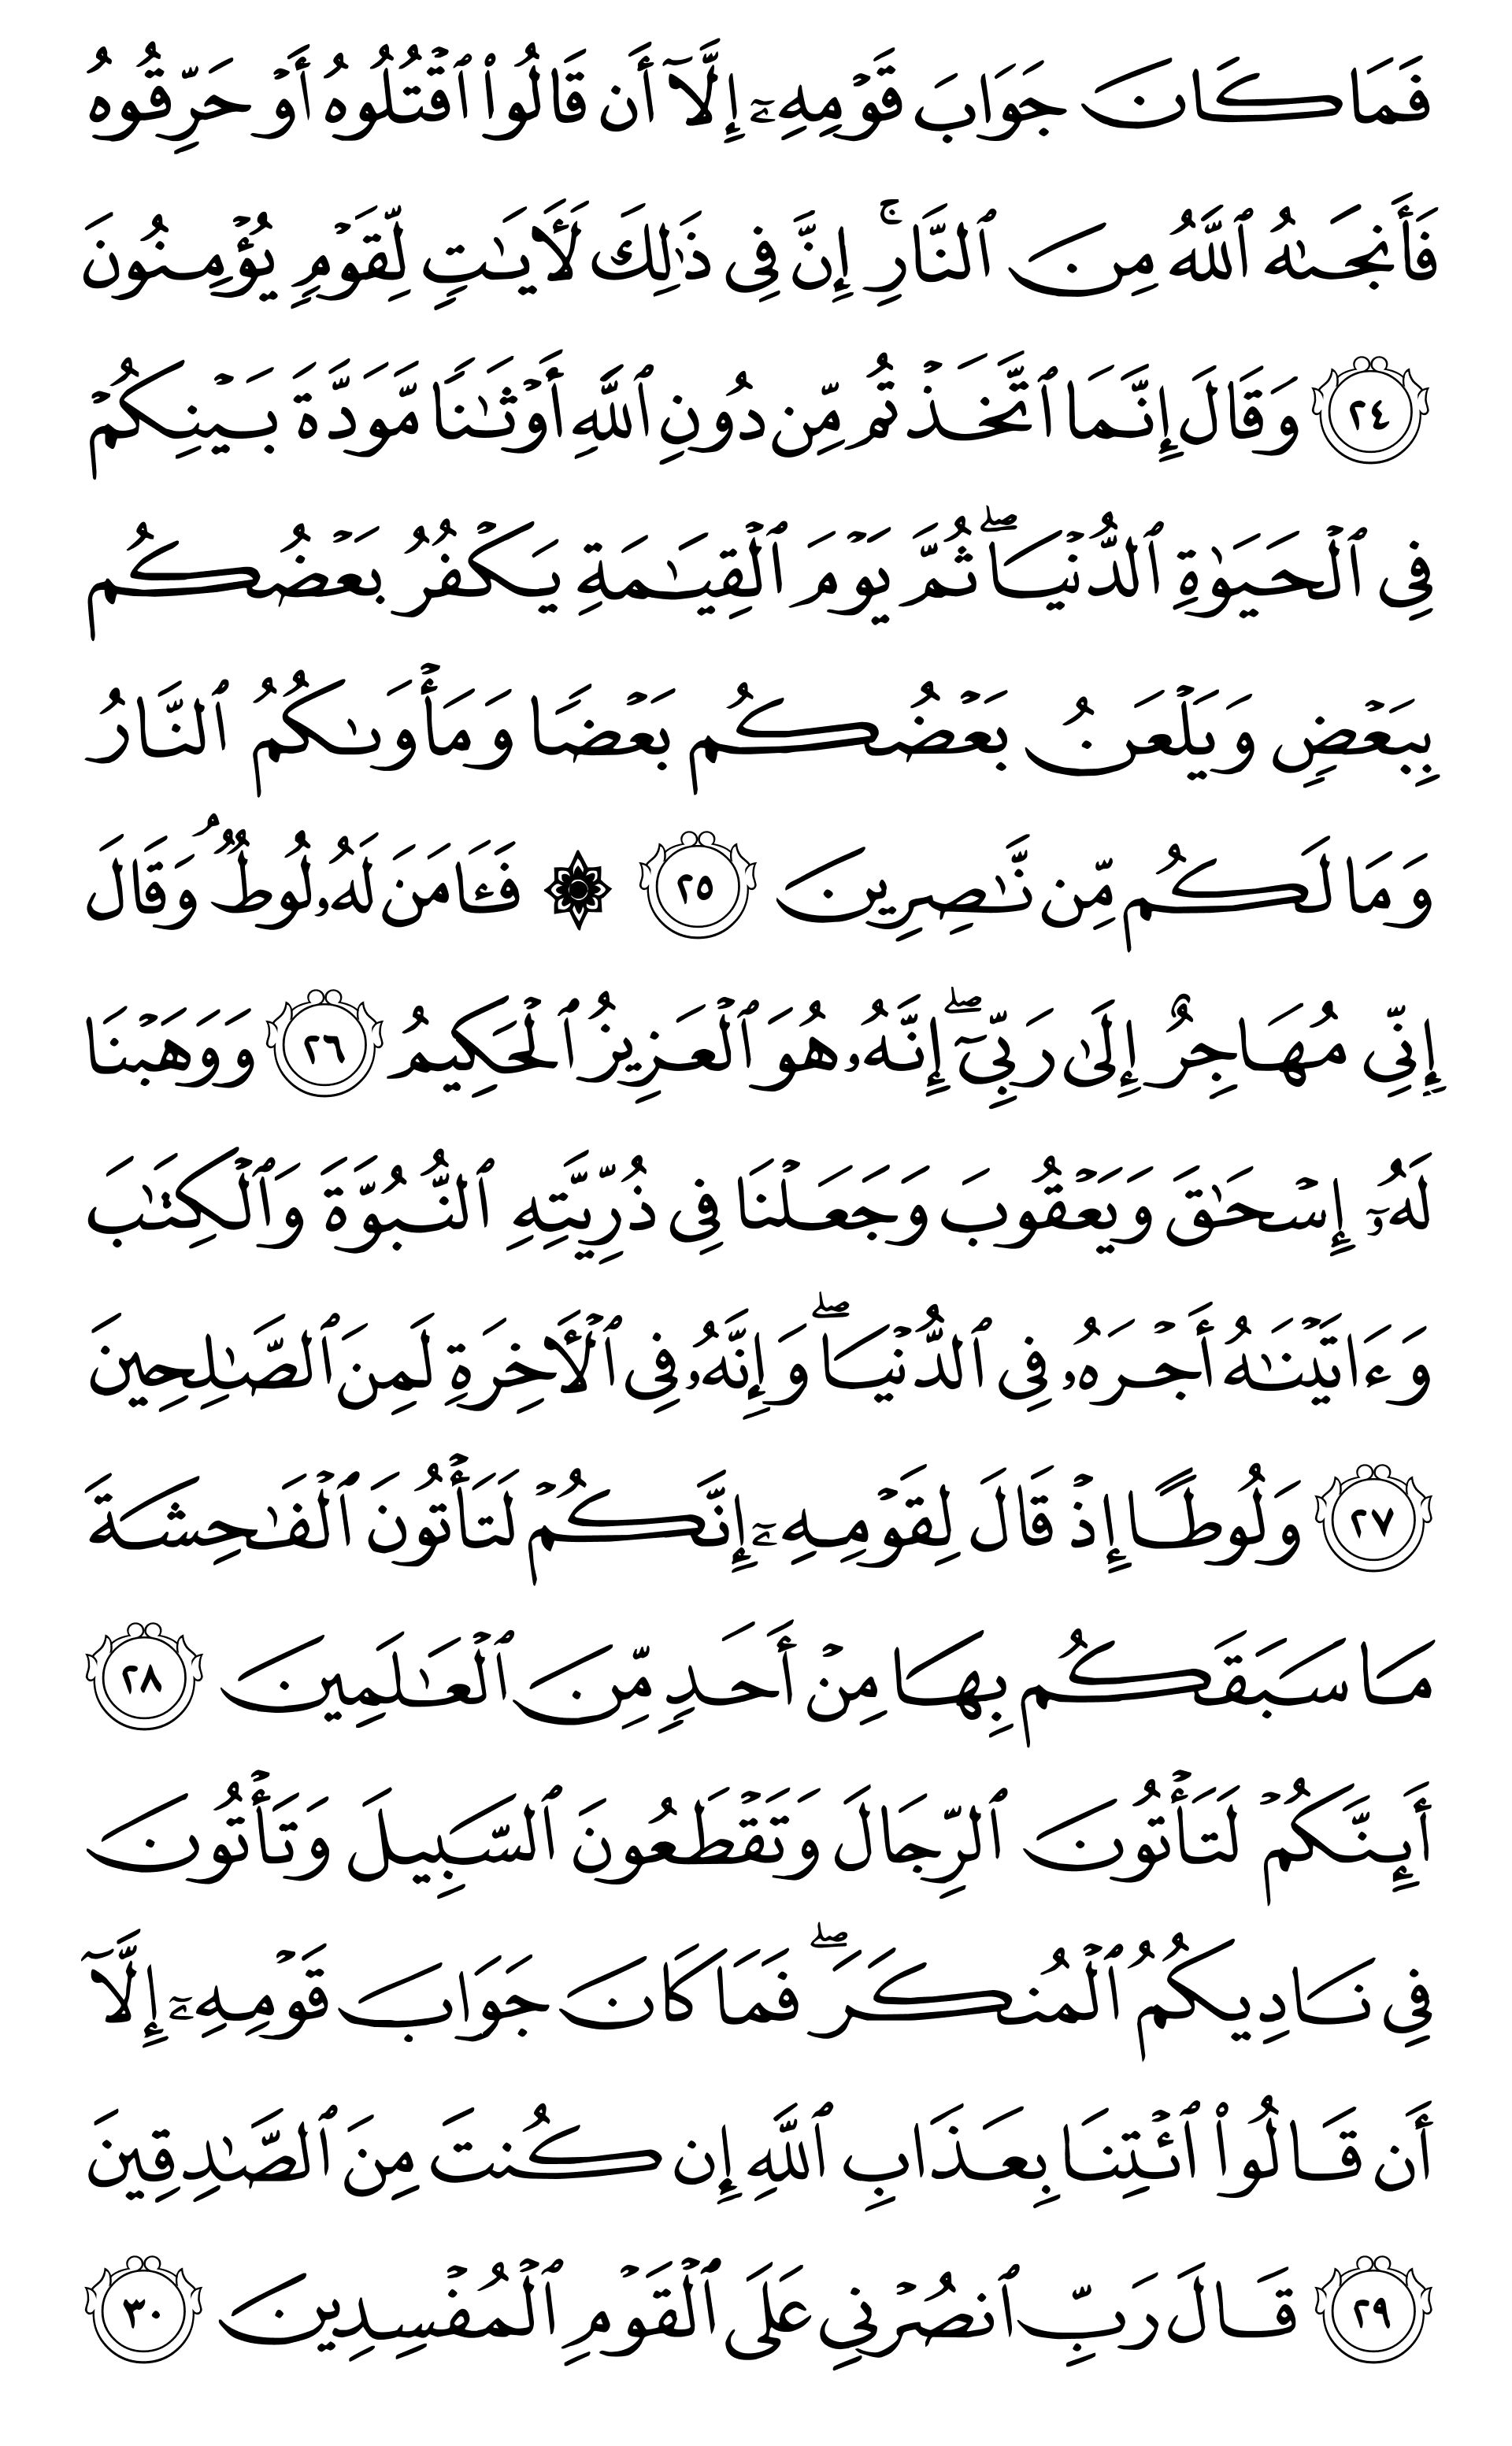 فَمَا كَانَ جَوَابَ قَوْمِهِۦٓ إِلَّآ أَن قَالُوا۟ ٱقْتُلُوهُ أَوْ حَرِّقُوهُ
فَأَنجَىٰهُ ٱللَّهُ مِنَ ٱلنَّارِ ۚ إِنَّ فِى ذَٰلِكَ لَـَٔايَـٰتٍ لِّقَوْمٍ يُؤْمِنُونَ
٢٤ وَقَالَ إِنَّمَا ٱتَّخَذْتُم مِّن دُونِ ٱللَّهِ أَوْثَـٰنًا مَّوَدَّةَ بَيْنِكُمْ
فِى ٱلْحَيَوٰةِ ٱلدُّنْيَا ۖ ثُمَّ يَوْمَ ٱلْقِيَـٰمَةِ يَكْفُرُ بَعْضُكُم
بِبَعْضٍ وَيَلْعَنُ بَعْضُكُم بَعْضًا وَمَأْوَىٰكُمُ ٱلنَّارُ
وَمَا لَكُم مِّن نَّـٰصِرِينَ ٢٥ ۞ فَـَٔامَنَ لَهُۥ لُوطٌ ۘ وَقَالَ
إِنِّى مُهَاجِرٌ إِلَىٰ رَبِّىٓ ۖ إِنَّهُۥ هُوَ ٱلْعَزِيزُ ٱلْحَكِيمُ ٢٦ وَوَهَبْنَا
لَهُۥٓ إِسْحَـٰقَ وَيَعْقُوبَ وَجَعَلْنَا فِى ذُرِّيَّتِهِ ٱلنُّبُوَّةَ وَٱلْكِتَـٰبَ
وَءَاتَيْنَـٰهُ أَجْرَهُۥ فِى ٱلدُّنْيَا ۖ وَإِنَّهُۥ فِى ٱلْـَٔاخِرَةِ لَمِنَ ٱلصَّـٰلِحِينَ
٢٧ وَلُوطًا إِذْ قَالَ لِقَوْمِهِۦٓ إِنَّكُمْ لَتَأْتُونَ ٱلْفَـٰحِشَةَ
مَا سَبَقَكُم بِهَا مِنْ أَحَدٍ مِّنَ ٱلْعَـٰلَمِينَ ٢٨
أَئِنَّكُمْ لَتَأْتُونَ ٱلرِّجَالَ وَتَقْطَعُونَ ٱلسَّبِيلَ وَتَأْتُونَ
فِى نَادِيكُمُ ٱلْمُنكَرَ ۖ فَمَا كَانَ جَوَابَ قَوْمِهِۦٓ إِلَّآ
أَن قَالُوا۟ ٱئْتِنَا بِعَذَابِ ٱللَّهِ إِن كُنتَ مِنَ ٱلصَّـٰدِقِينَ
٢٩ قَالَ رَبِّ ٱنصُرْنِى عَلَى ٱلْقَوْمِ ٱلْمُفْسِدِينَ ٣٠